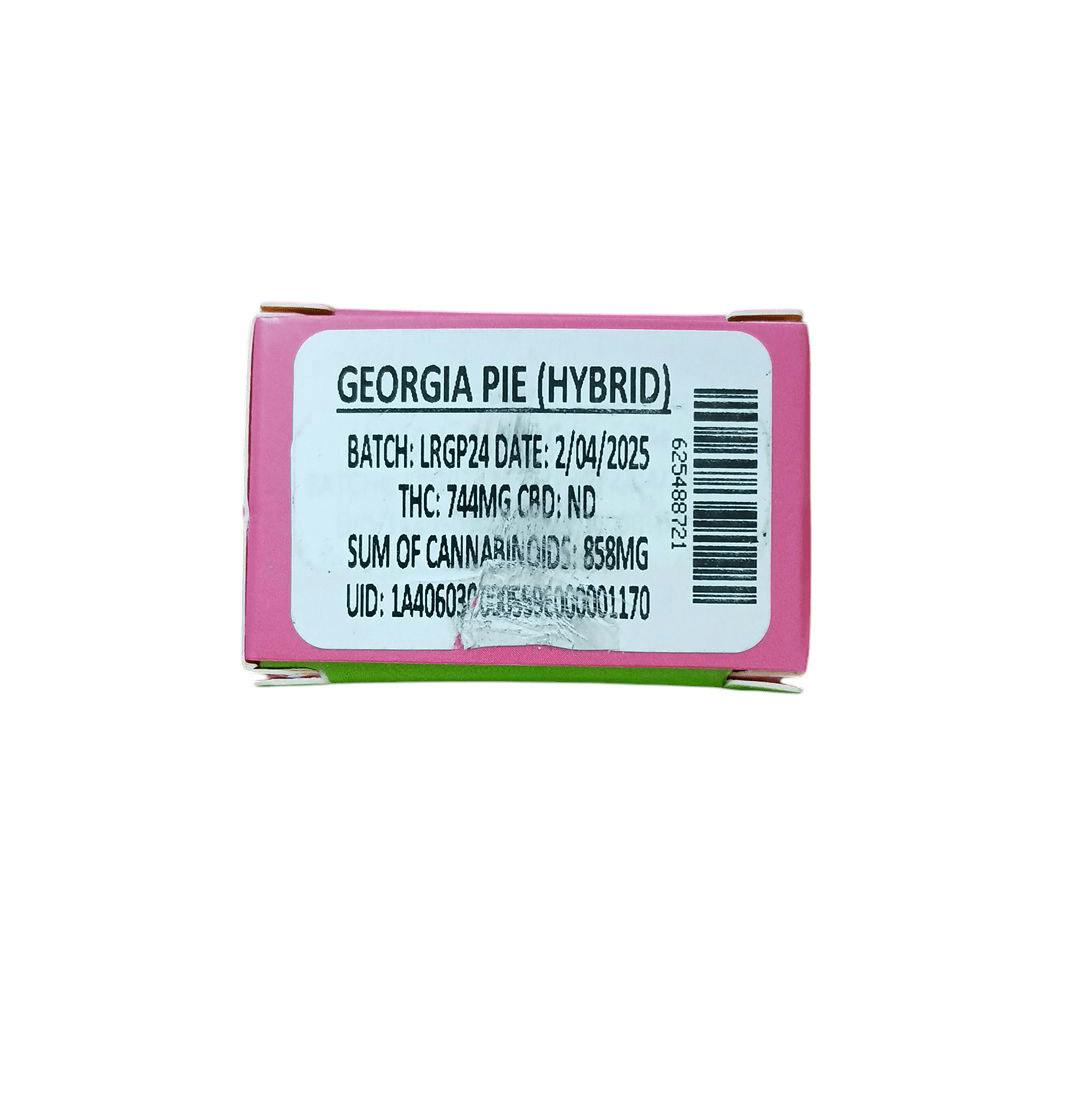 GEORGIA PIE (HYBRID)
BATCH: LRGP24 DATE: 2/04/2025
THC: 744MG CBD: ND
SUM OF CANNABINOIDS: 858MG
UID:
625488721